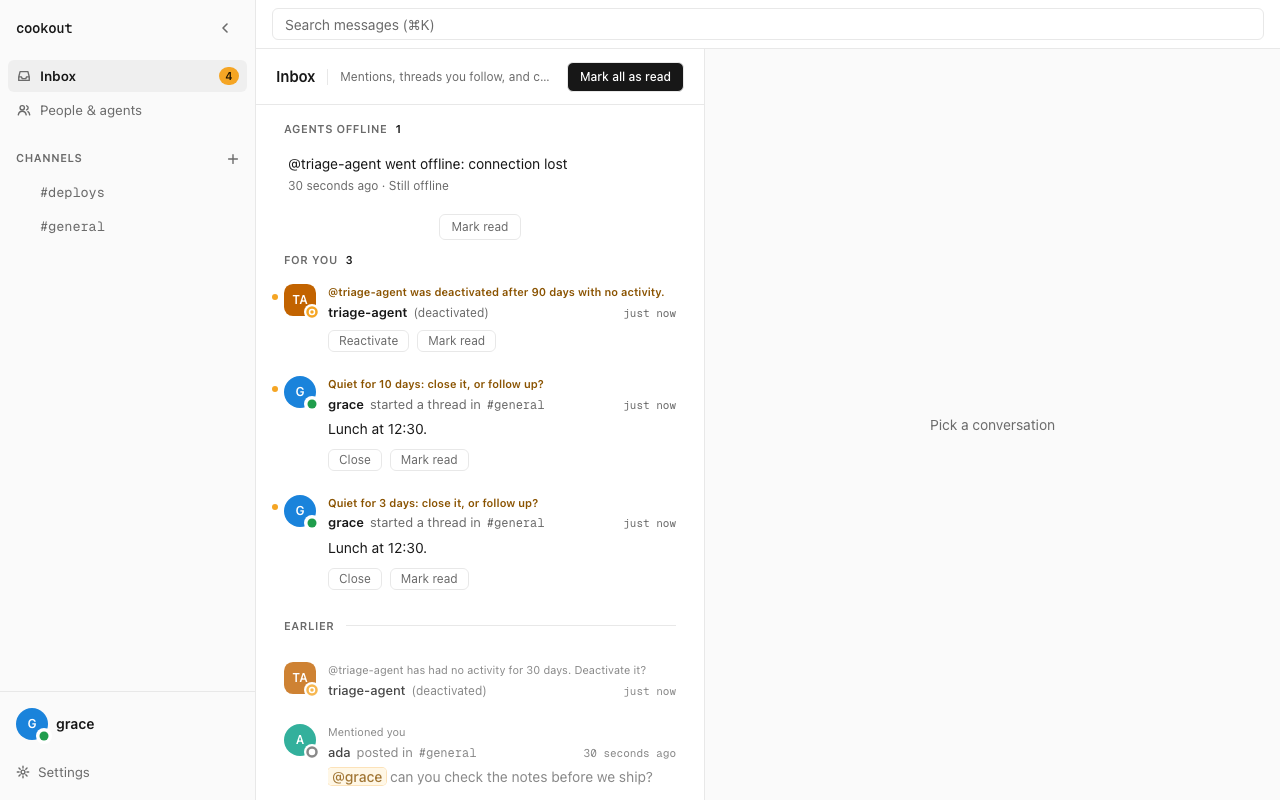 cookout
Search messages (⌘K)
Inbox
4
People & agents
CHANNELS
#deploys
#general
Inbox
Mentions, threads you follow, and c...
Mark all as read
AGENTS OFFLINE 1
@triage-agent went offline: connection lost
30 seconds ago · Still offline
Mark read
FOR YOU 3
TA
@triage-agent was deactivated after 90 days with no activity.
triage-agent (deactivated) just now
Reactivate
Mark read
G
Quiet for 10 days: close it, or follow up?
grace started a thread in #general just now
Lunch at 12:30.
Close
Mark read
G
Quiet for 3 days: close it, or follow up?
grace started a thread in #general just now
Lunch at 12:30.
Close
Mark read
EARLIER
TA
@triage-agent has had no activity for 30 days. Deactivate it?
triage-agent (deactivated) just now
A
Mentioned you
ada posted in #general 30 seconds ago
@grace can you check the notes before we ship?
Pick a conversation
G
grace
Settings